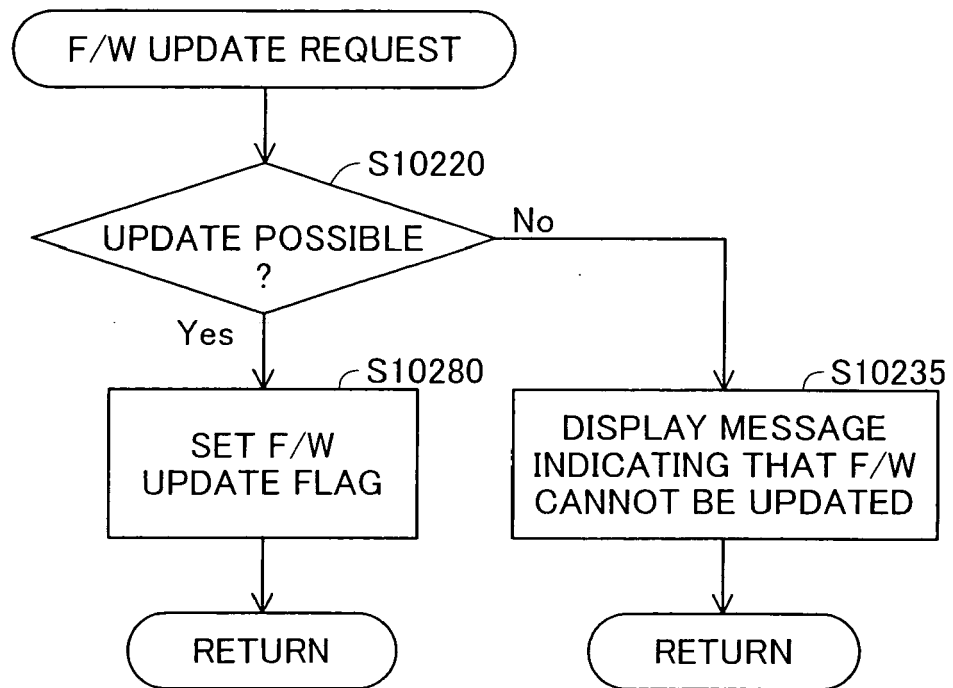 F/W UPDATE REQUEST
S10220
UPDATE POSSIBLE
?
No
Yes
S10280
SET F/W
UPDATE FLAG
S10235
DISPLAY MESSAGE
INDICATING THAT F/W
CANNOT BE UPDATED
RETURN
RETURN